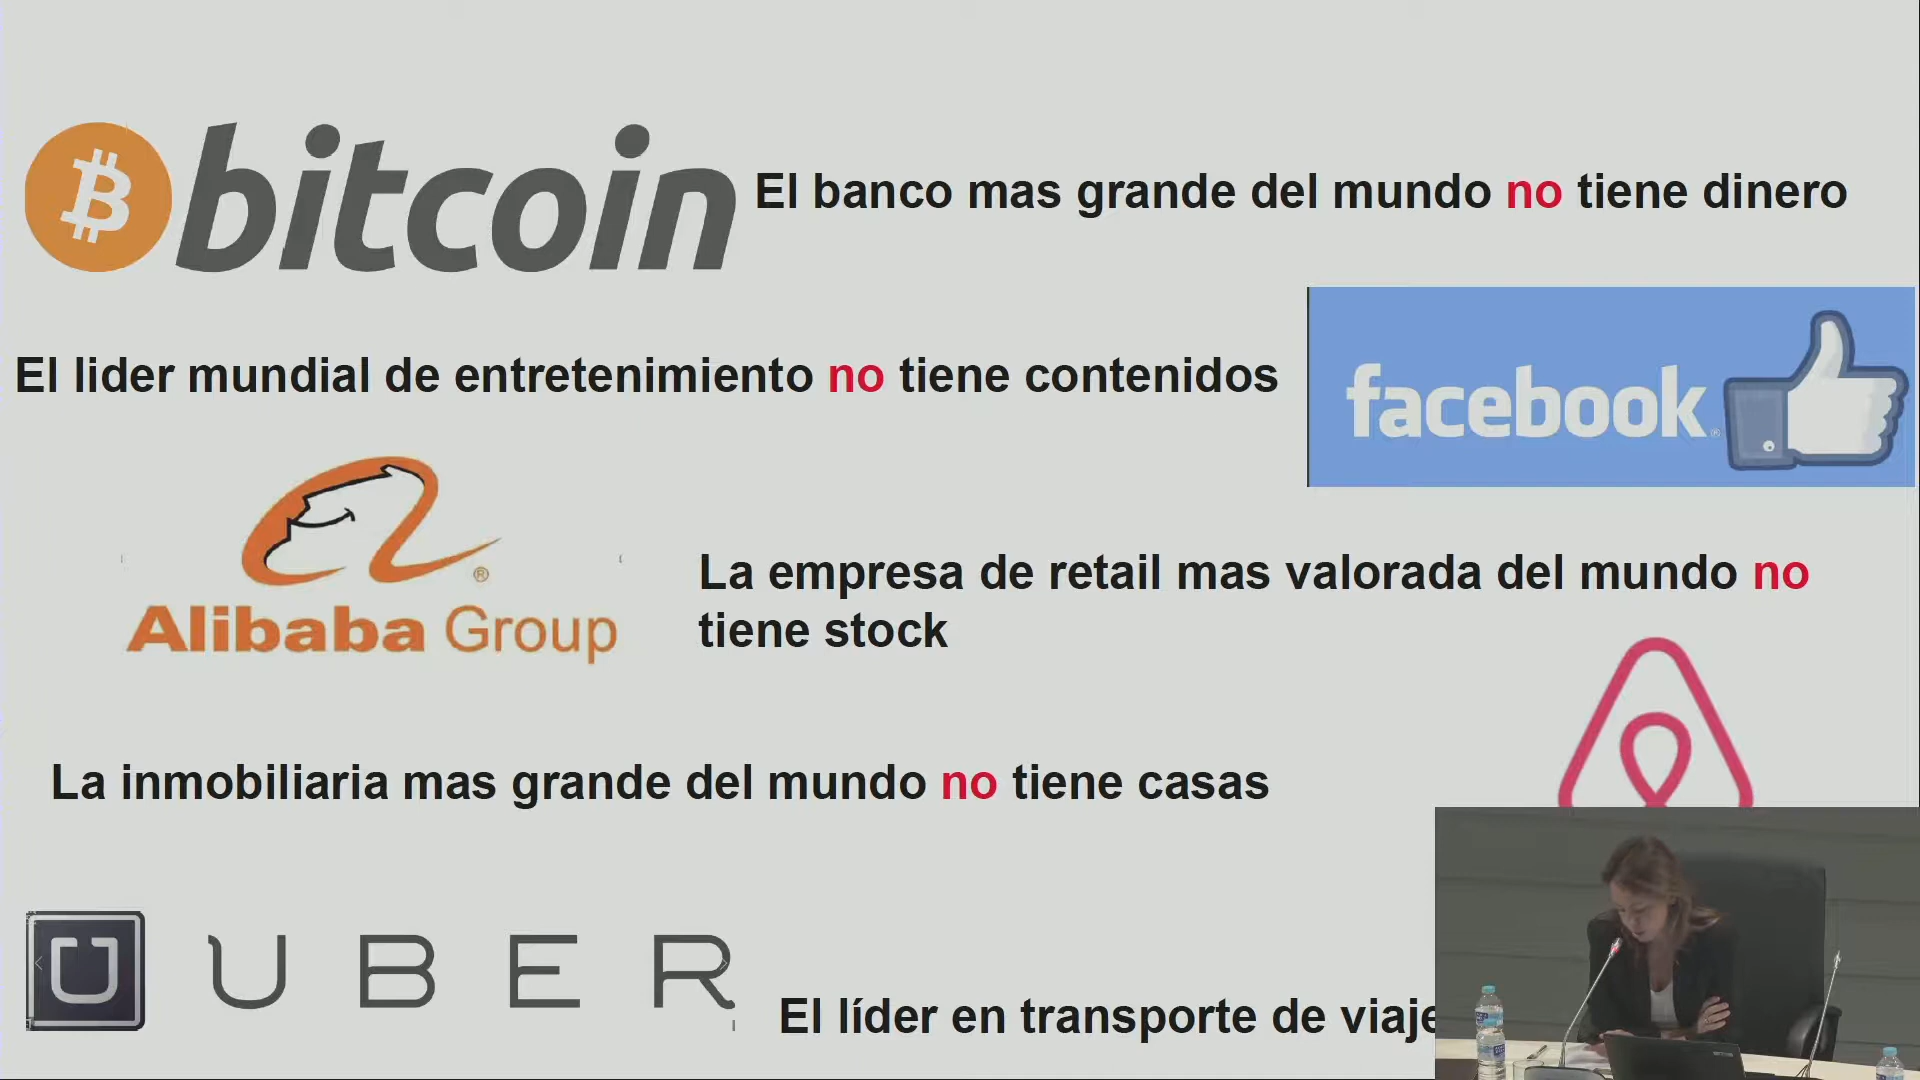 bitcoin El banco mas grande del mundo no tiene dinero
El lider mundial de entretenimiento no tiene contenidos
facebook
La empresa de retail mas valorada del mundo no
tiene stock
Alibaba Group
La inmobiliaria mas grande del mundo no tiene casas
UBER
El líder en transporte de viaje